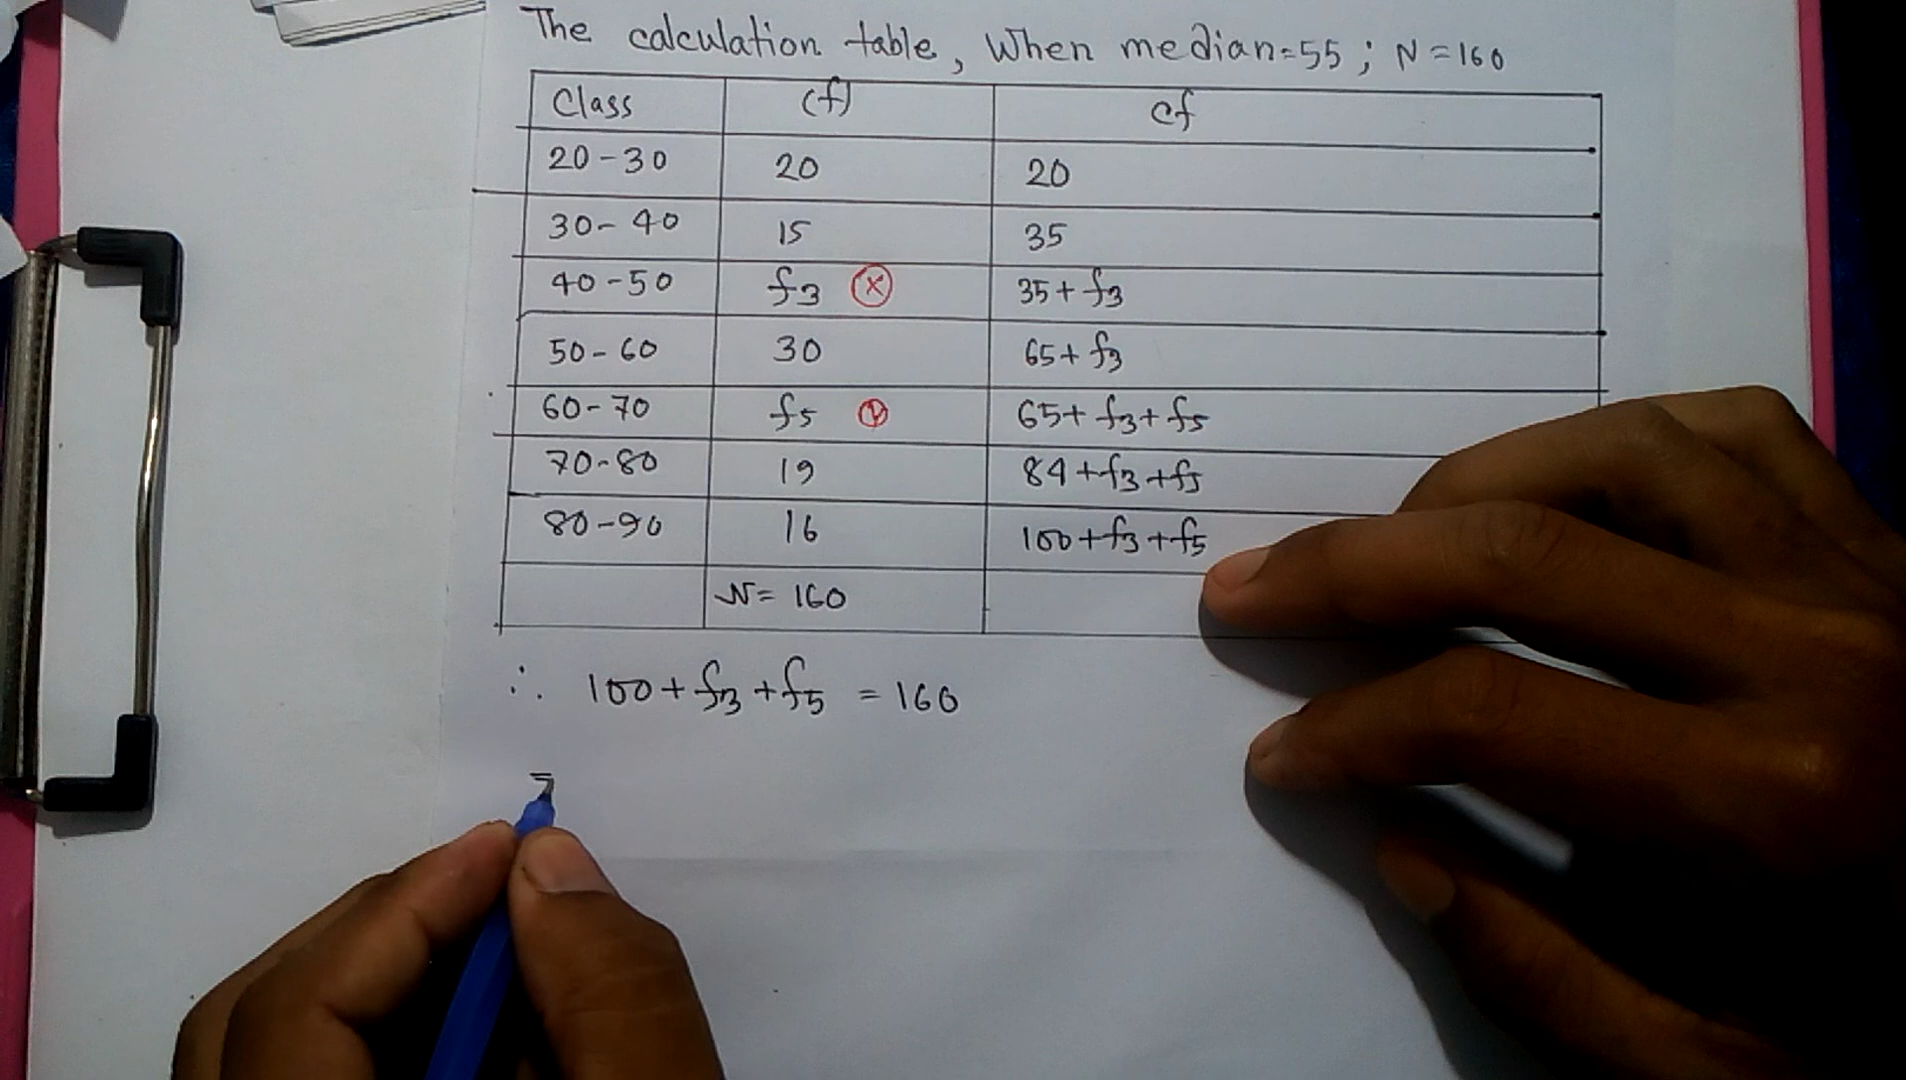 The calculation table, When median=55; N=160
Class (f) cf
20-30 20 20
30-40 15 35
40-50 f3 (x) 35+f3
50-60 30 65+f3
60-70 f5 (y) 65+f3+f5
70-80 19 84+f3+f5
80-90 16 100+f3+f5
N= 160
∴ 100+f3+f5 = 160